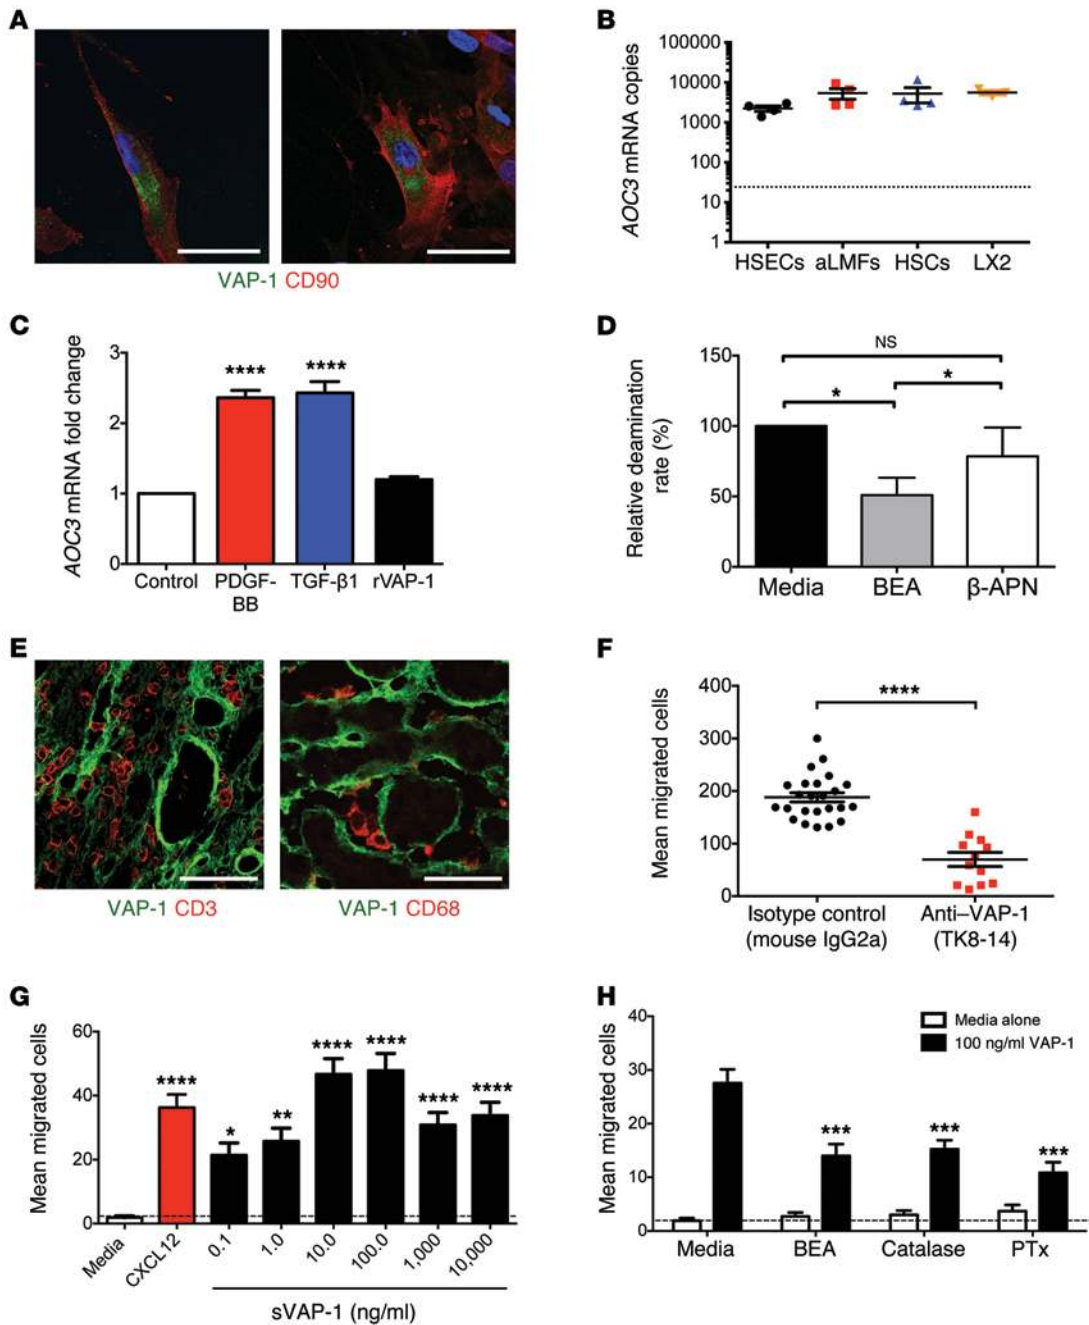 A
VAP-1 CD90
B
AOC3 mRNA copies
100000
10000
1000
100
10
1
HSECs aLMFs HSCs LX2
C
AOC3 mRNA fold change
3
2
1
0
****
****
Control PDGF-BB TGF-β1 rVAP-1
D
Relative deamination rate (%)
150
100
50
0
NS
*
*
Media BEA β-APN
E
VAP-1 CD3
VAP-1 CD68
F
Mean migrated cells
400
300
200
100
0
****
Isotype control
(mouse IgG2a)
Anti–VAP-1
(TK8-14)
G
Mean migrated cells
60
40
20
0
****
*
**
****
****
****
****
Media CXCL12 0.1 1.0 10.0 100.0 1,000 10,000
sVAP-1 (ng/ml)
H
Mean migrated cells
40
30
20
10
0
Media alone
100 ng/ml VAP-1
***
***
***
Media BEA Catalase PTx